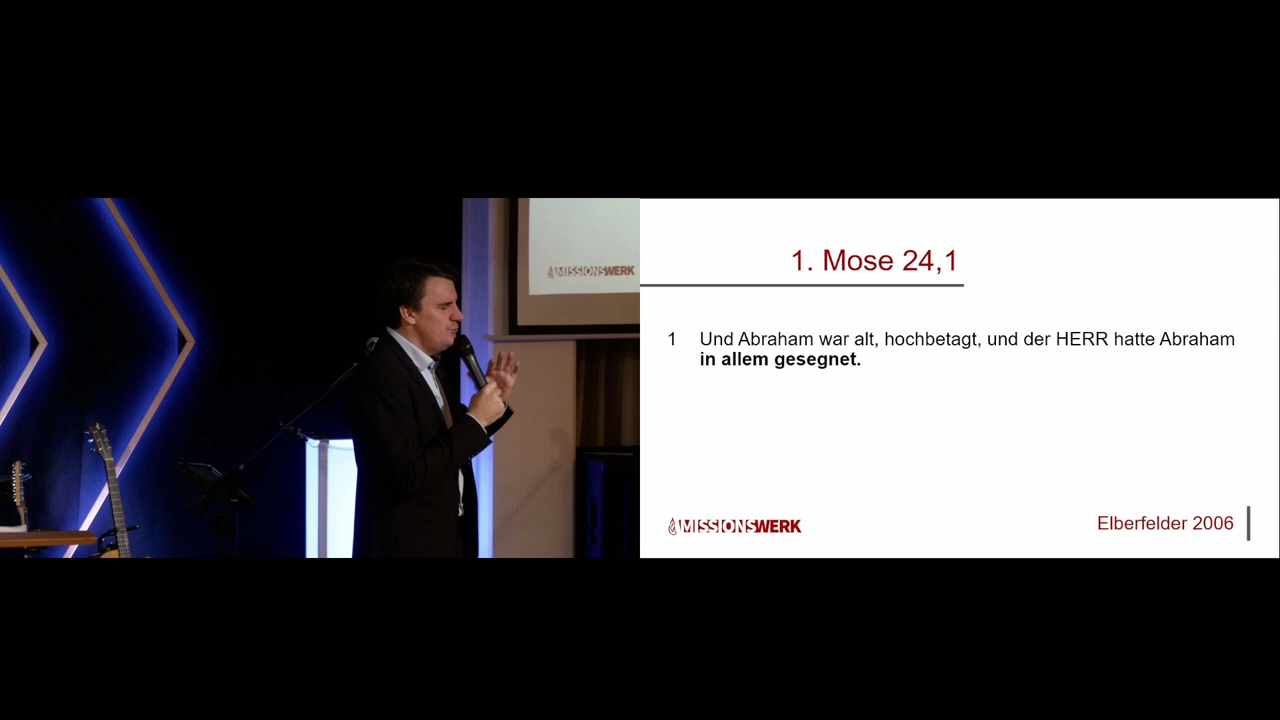 MISSIONSWERK
1. Mose 24,1
1 Und Abraham war alt, hochbetagt, und der HERR hatte Abraham
in allem gesegnet.
MISSIONSWERK
Elberfelder 2006